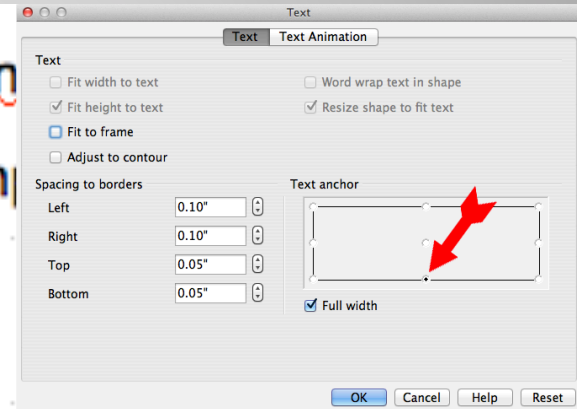 Text
Text Text Animation
Text
Fit width to text Word wrap text in shape
Fit height to text Resize shape to fit text
Fit to frame
Adjust to contour
Spacing to borders Text anchor
Left 0.10"
Right 0.10"
Top 0.05"
Bottom 0.05"
Full width
OK Cancel Help Reset